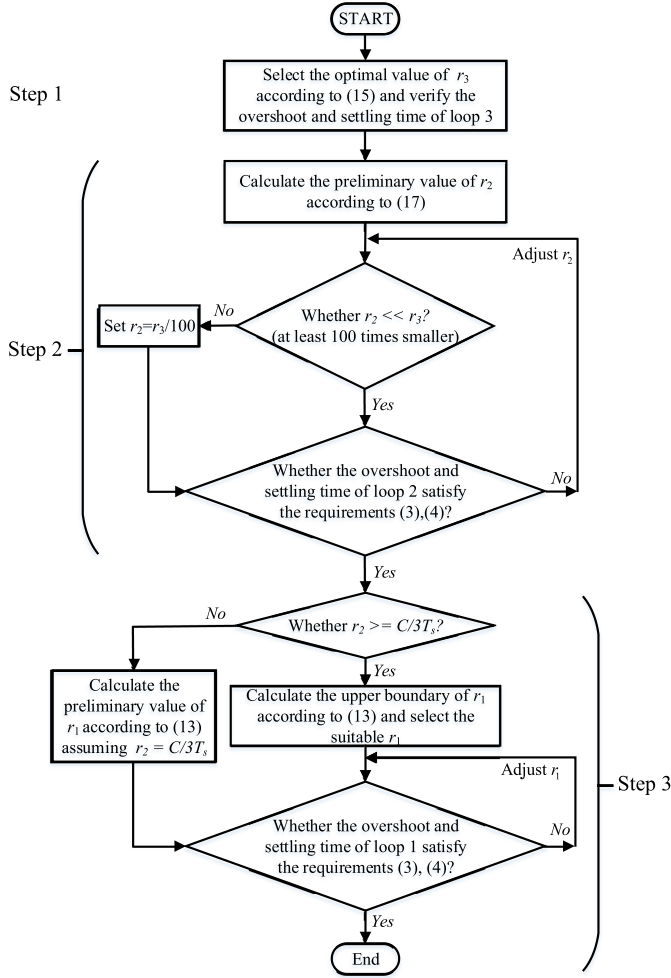 START
Step 1
Select the optimal value of r3
according to (15) and verify the
overshoot and settling time of loop 3
Calculate the preliminary value of r2
according to (17)
Adjust r2
Step 2
No
Set r2=r3/100
Whether r2 << r3?
(at least 100 times smaller)
Yes
Whether the overshoot and
settling time of loop 2 satisfy
the requirements (3),(4)?
No
Yes
Whether r2 >= C/3Ts?
No
Yes
Calculate the
preliminary value of
r1 according to (13)
assuming r2 = C/3Ts
Calculate the upper boundary of r1
according to (13) and select the
suitable r1
Adjust r1
Step 3
Whether the overshoot and
settling time of loop 1 satisfy
the requirements (3), (4)?
No
Yes
End